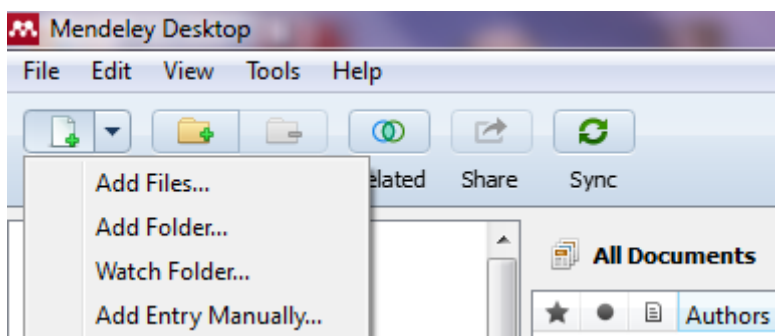 Mendeley Desktop
File Edit View Tools Help
elated Share Sync
Add Files...
Add Folder...
Watch Folder...
All Documents
Add Entry Manually...
Authors